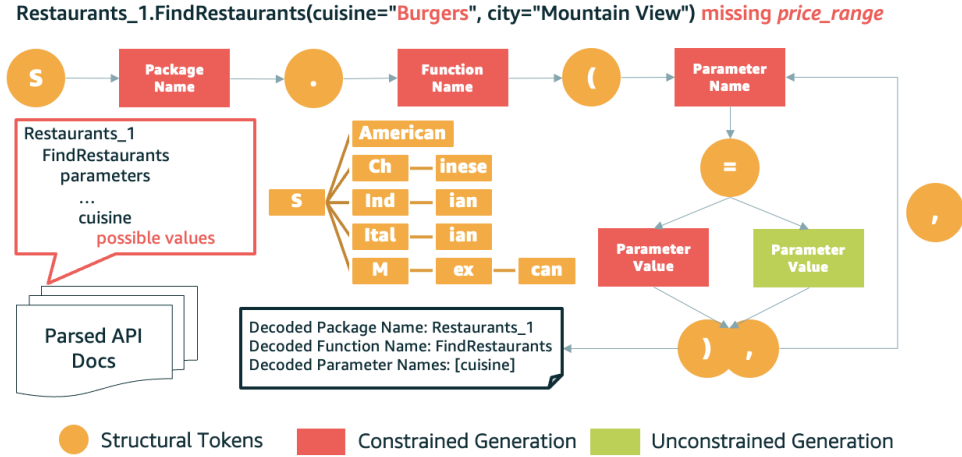 Restaurants_1.FindRestaurants(cuisine="Burgers", city="Mountain View") missing price_range
S
Package
Name
.
Function
Name
(
Parameter
Name
Restaurants_1
FindRestaurants
parameters
...
cuisine
possible values
Parsed API
Docs
S
American
Ch
inese
Ind
ian
Ital
ian
M
ex
can
=
Parameter
Value
Parameter
Value
,
) ,
Decoded Package Name: Restaurants_1
Decoded Function Name: FindRestaurants
Decoded Parameter Names: [cuisine]
Structural Tokens
Constrained Generation
Unconstrained Generation